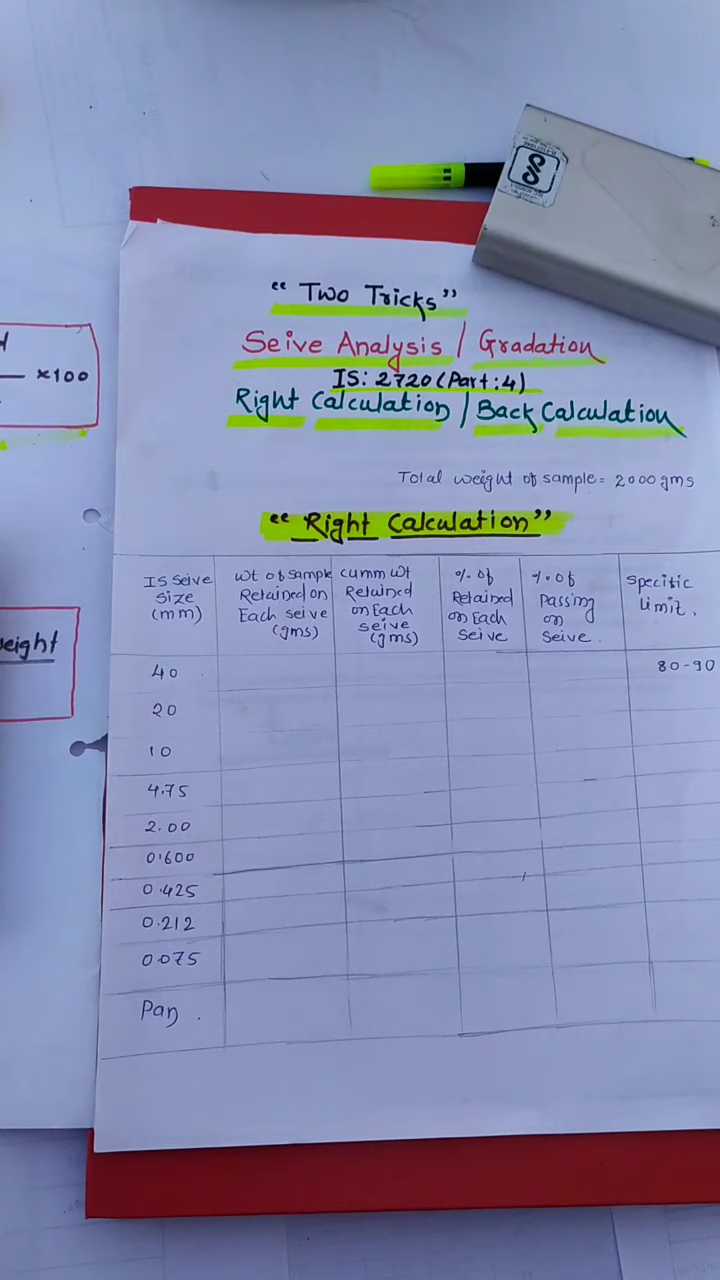 “ Two Tricks”
Seive Analysis / Gradation
IS: 2720 (Part:4)
Right Calculation / Back Calculation
×100
Total weight of sample= 2000gms
“ Right Calculation”
IS Seive
Size
(mm)
Wt of Sample
Retained on
Each seive
(gms)
Cumm Wt
Retained
on Each
seive
(gms)
% of
Retained
on Each
Seive
% of
Passing
on
Seive.
Specific
limit.
eight
40
80-90
20
10
4.75
2.00
0.600
0.425
0.212
0.075
Pan.